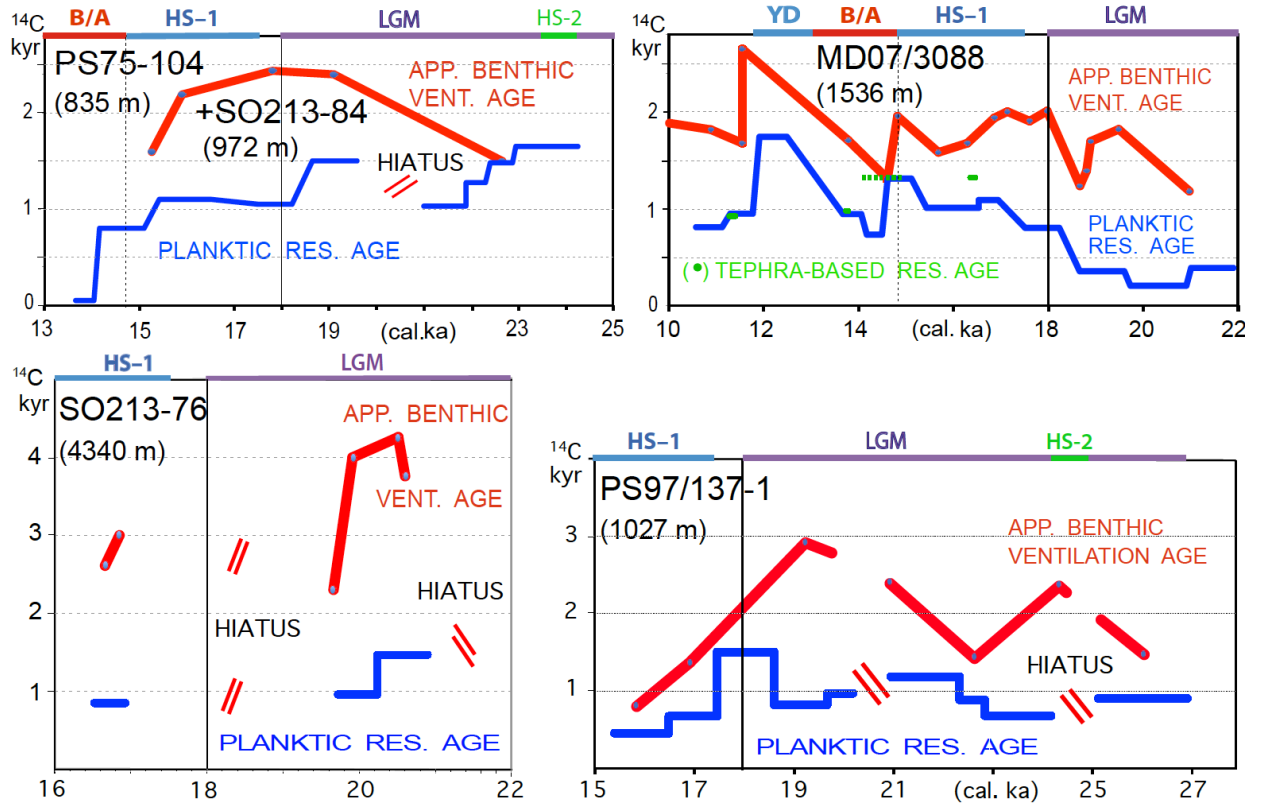 14C
kyr
B/A
HS-1
LGM
HS-2
PS75-104
(835 m)
+SO213-84
(972 m)
APP. BENTHIC
VENT. AGE
HIATUS
PLANKTIC RES. AGE
2
1
0
13
15
17
19
(cal.ka)
23
25
14C
kyr
YD
B/A
HS-1
LGM
MD07/3088
(1536 m)
APP. BENTHIC
VENT. AGE
PLANKTIC
RES. AGE
(•) TEPHRA-BASED RES. AGE
2
1
0
10
12
14
(cal.ka)
18
20
22
14C
kyr
HS-1
LGM
SO213-76
(4340 m)
APP. BENTHIC
VENT. AGE
HIATUS
HIATUS
PLANKTIC RES. AGE
4
3
2
1
16
18
20
22
14C
kyr
HS-1
LGM
HS-2
PS97/137-1
(1027 m)
APP. BENTHIC
VENTILATION AGE
HIATUS
PLANKTIC RES. AGE
3
2
1
15
17
19
21
(cal.ka)
25
27